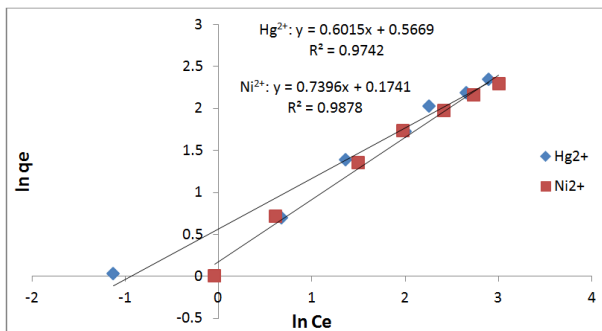 3
Hg²⁺: y = 0.6015x + 0.5669
R² = 0.9742
2.5
Ni²⁺: y = 0.7396x + 0.1741
R² = 0.9878
2
1.5
1
0.5
0
-0.5
ln qe
Hg2+
Ni2+
-2 -1 0 1 2 3 4
ln Ce